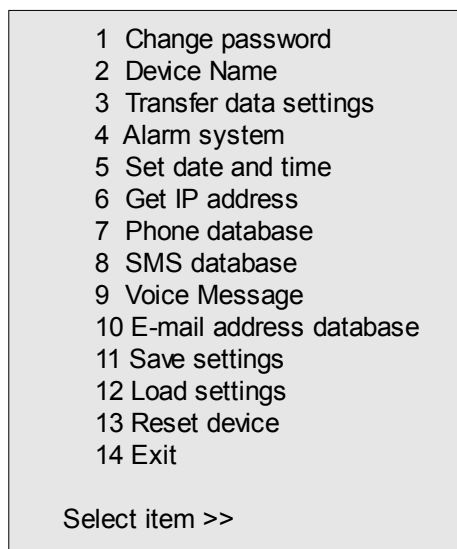 1 Change password
2 Device Name
3 Transfer data settings
4 Alarm system
5 Set date and time
6 Get IP address
7 Phone database
8 SMS database
9 Voice Message
10 E-mail address database
11 Save settings
12 Load settings
13 Reset device
14 Exit
Select item >>